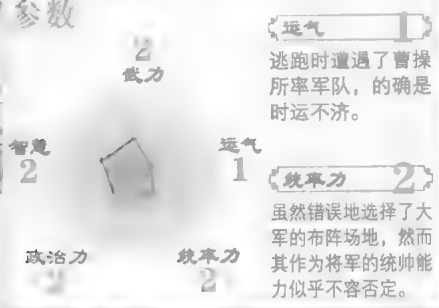 参数
2
武力
智慧
2
运气
1
政治力
2
统率力
2
运气 1
逃跑时遭遇了曹操
所率军队，的确是
时运不济。
统率力 2
虽然错误地选择了大
军的布阵场地，然而
其作为将军的统帅能
力似乎不容否定。